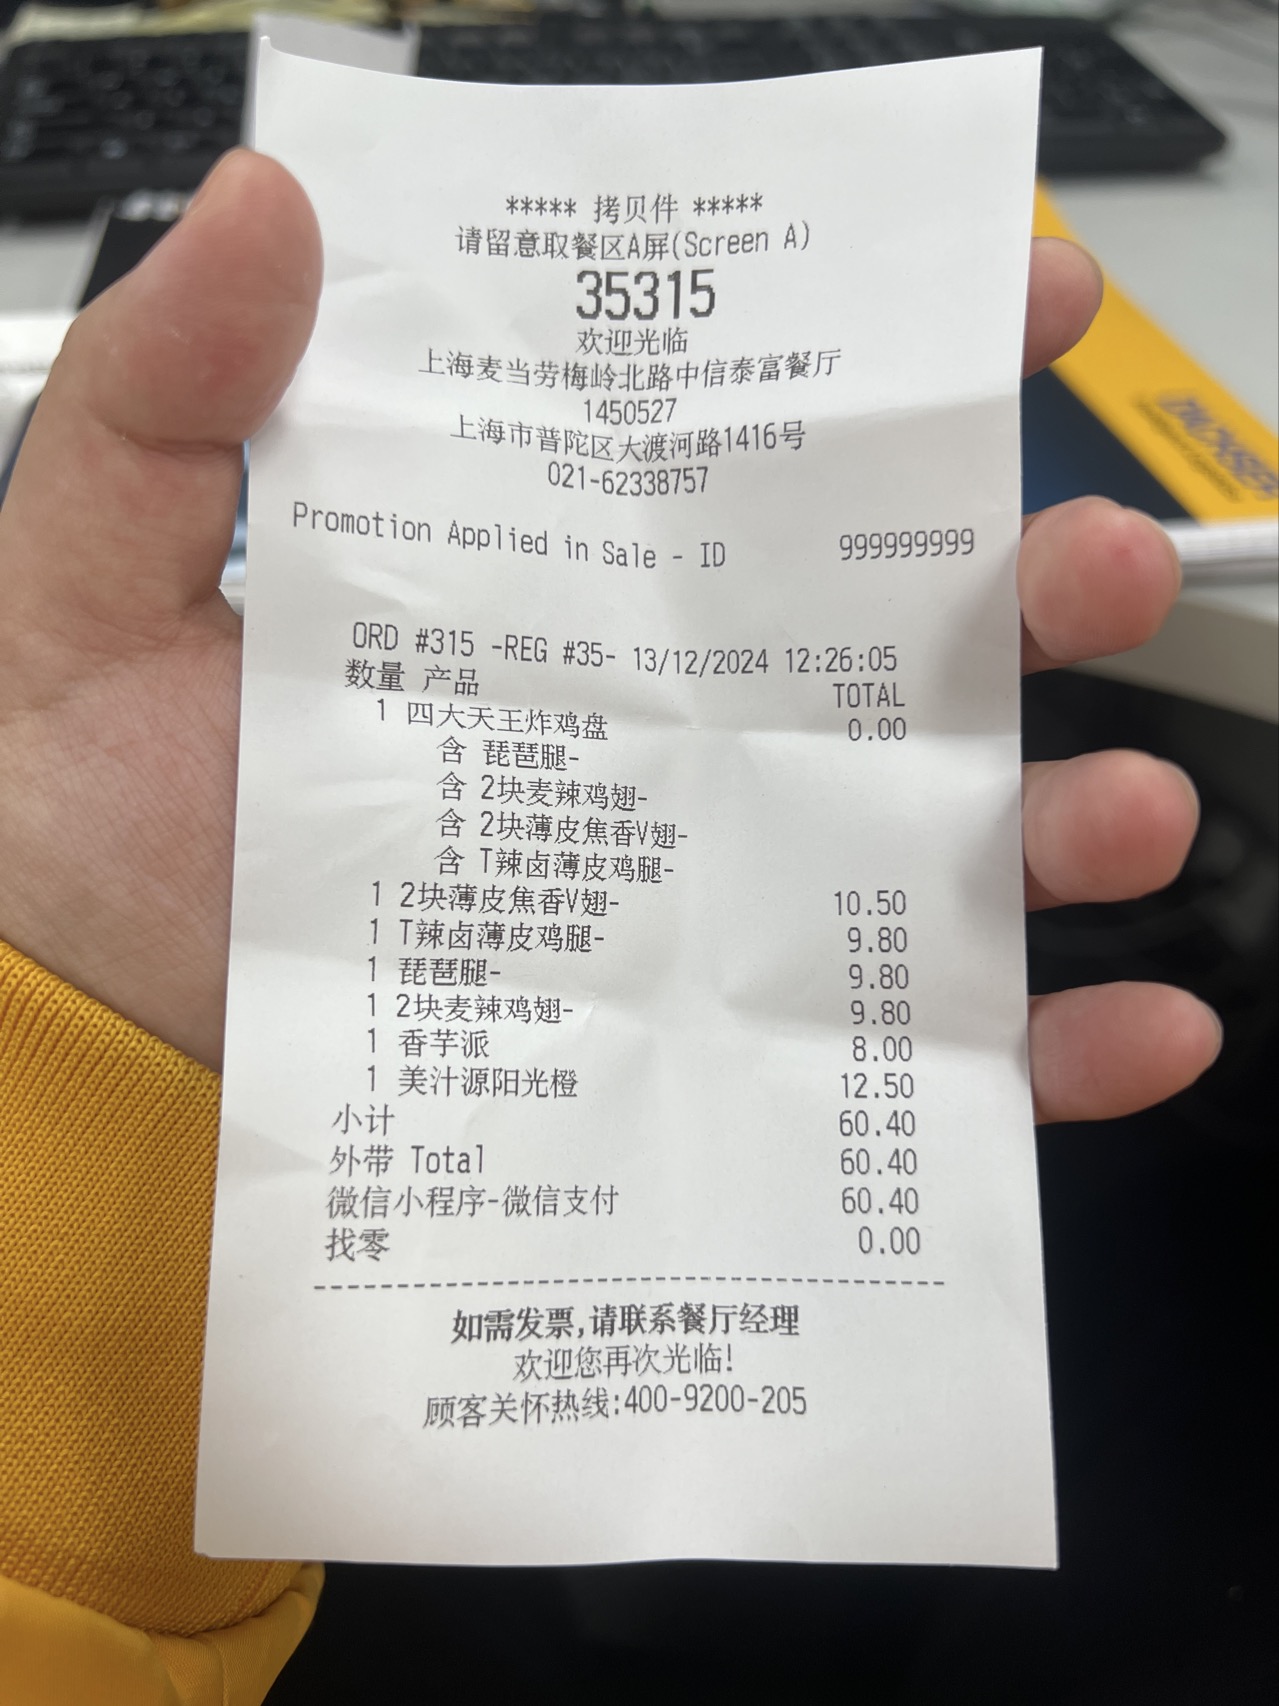 ***** 拷贝件 *****
请留意取餐区A屏(Screen A)
35315
欢迎光临
上海麦当劳梅岭北路中信泰富餐厅
1450527
上海市普陀区大渡河路1416号
021-62338757
Promotion Applied in Sale - ID 999999999
ORD #315 -REG #35- 13/12/2024 12:26:05
数量 产品 TOTAL
1 四大天王炸鸡盘 0.00
含 琵琶腿-
含 2块麦辣鸡翅-
含 2块薄皮焦香V翅-
含 T辣卤薄皮鸡腿-
1 2块薄皮焦香V翅- 10.50
1 T辣卤薄皮鸡腿- 9.80
1 琵琶腿- 9.80
1 2块麦辣鸡翅- 9.80
1 香芋派 8.00
1 美汁源阳光橙 12.50
小计 60.40
外带 Total 60.40
微信小程序-微信支付 60.40
找零 0.00
如需发票,请联系餐厅经理
欢迎您再次光临!
顾客关怀热线:400-9200-205
DACHSER